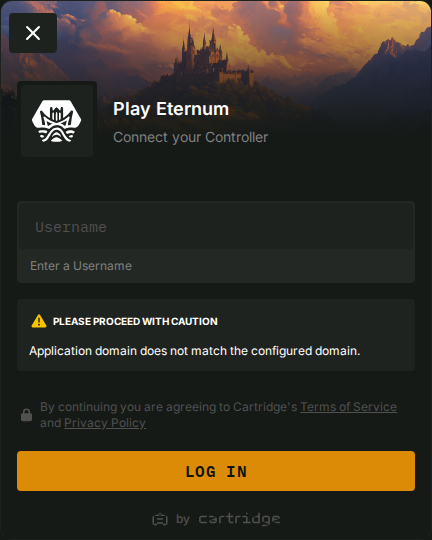 Play Eternum
Connect your Controller
Username
Enter a Username
PLEASE PROCEED WITH CAUTION
Application domain does not match the configured domain.
By continuing you are agreeing to Cartridge's Terms of Service
and Privacy Policy
LOG IN
by cartridge